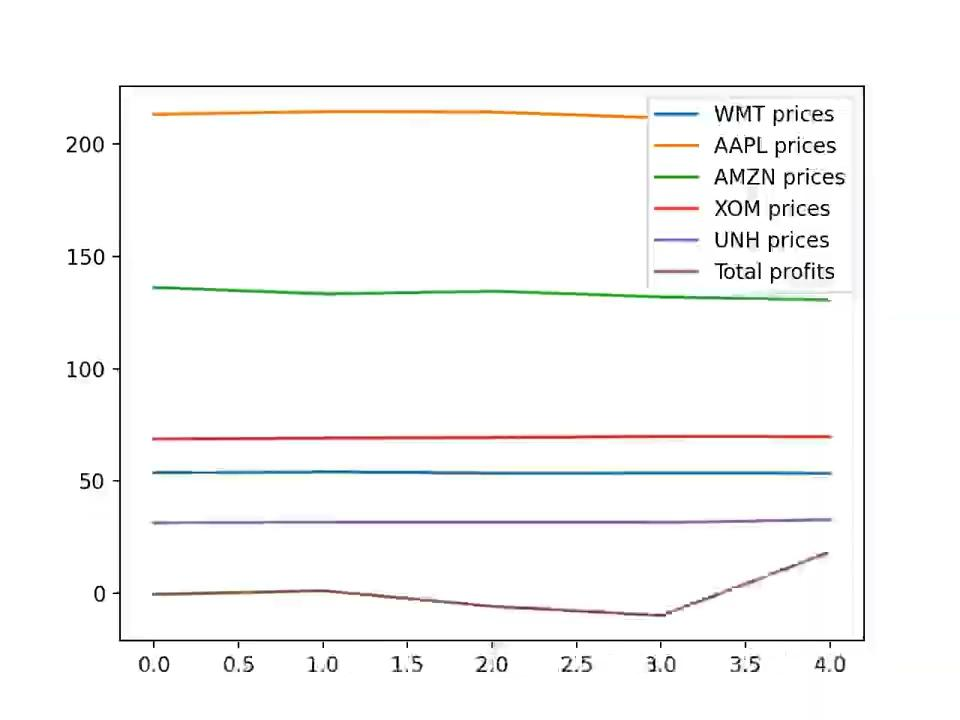 WMT prices
AAPL prices
AMZN prices
XOM prices
UNH prices
Total profits
200
150
100
50
0
0.0 0.5 1.0 1.5 2.0 2.5 3.0 3.5 4.0